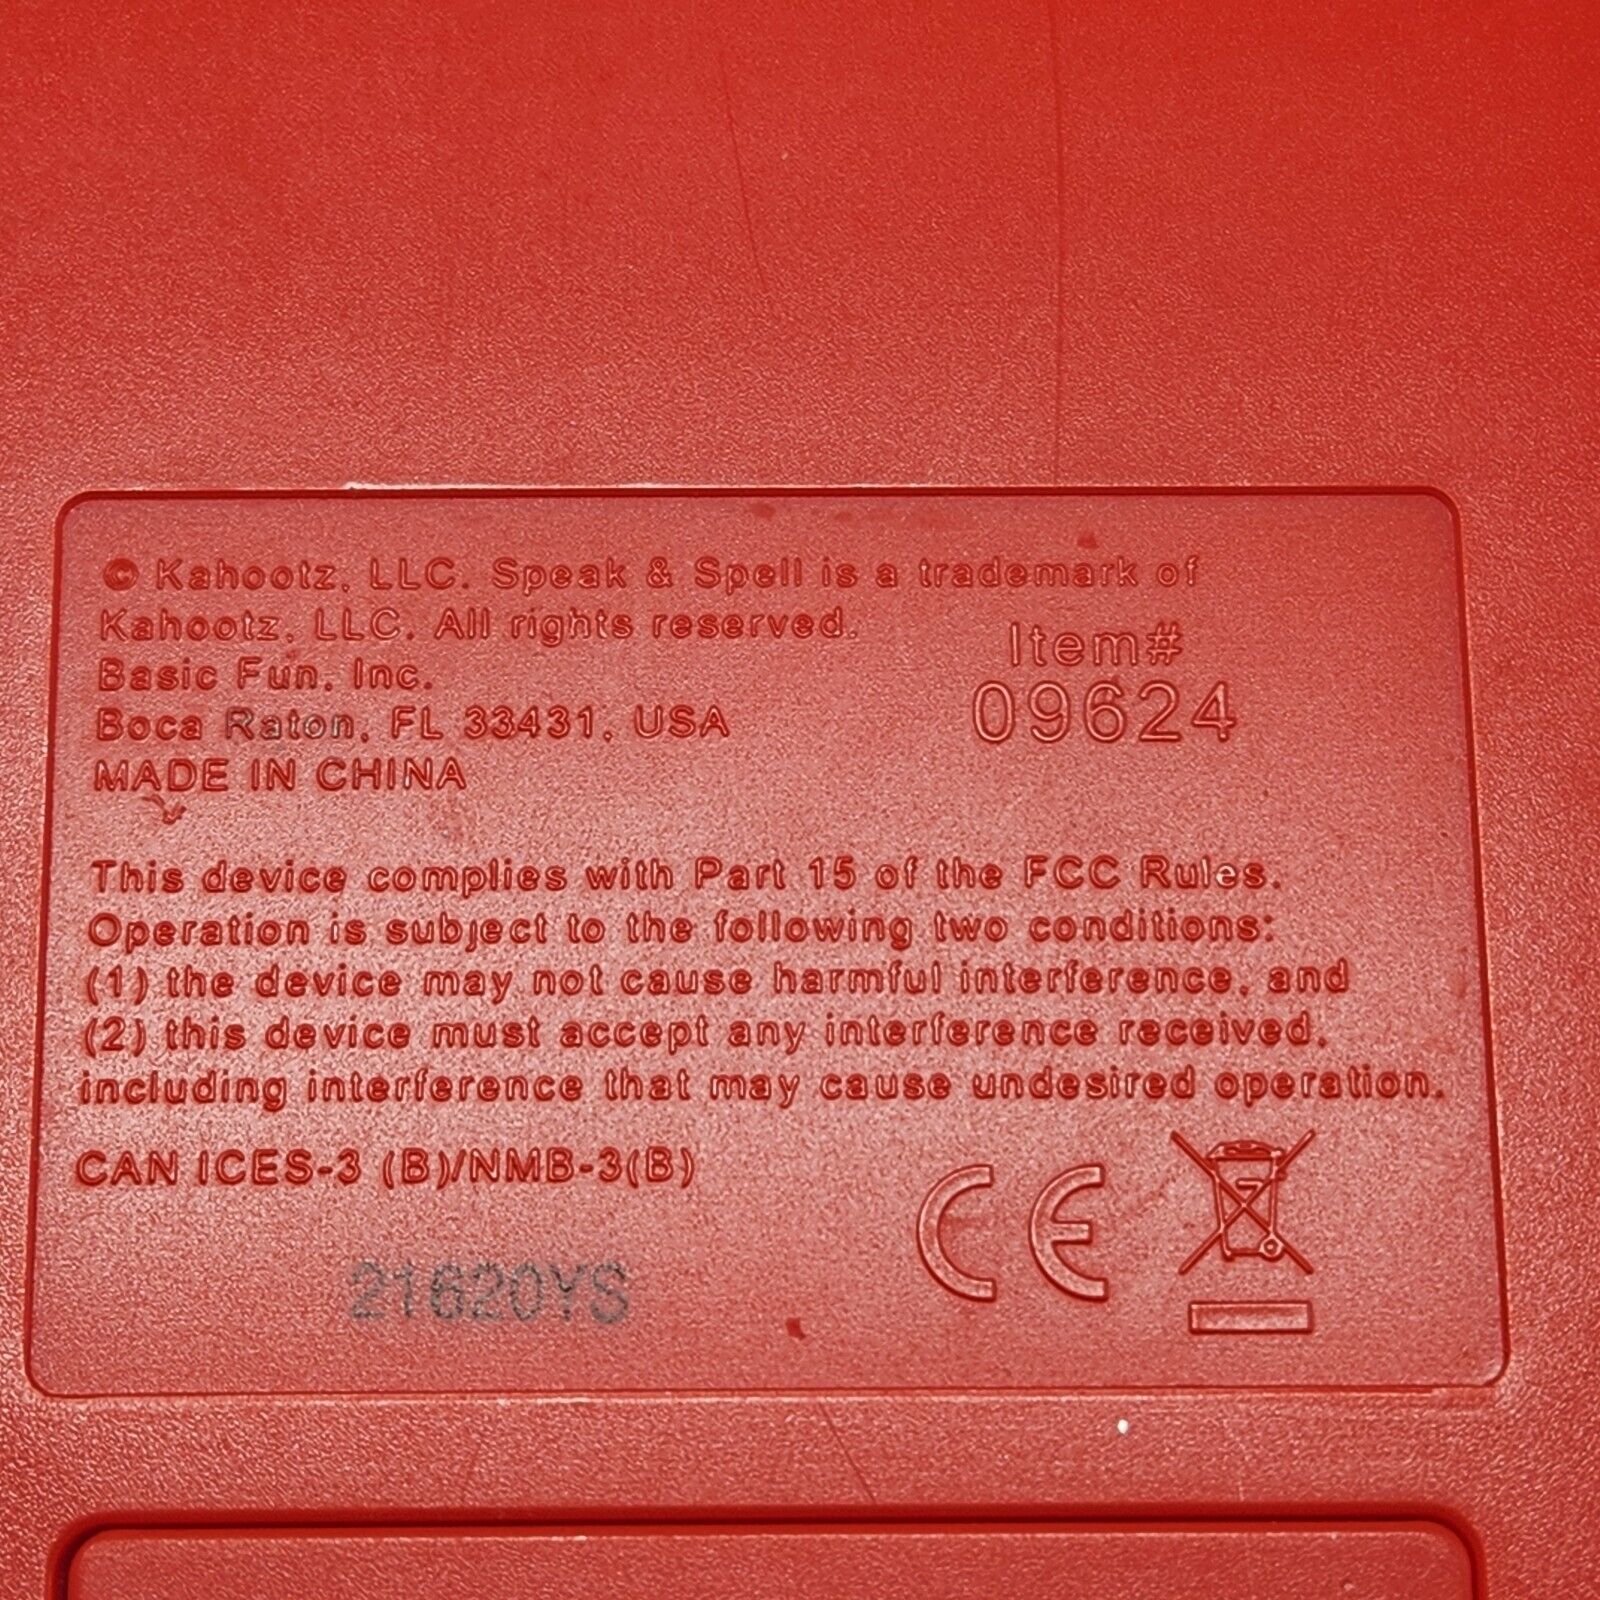 © Kahootz, LLC. Speak & Spell is a trademark of
Kahootz, LLC. All rights reserved.
Basic Fun, Inc.
Boca Raton, FL 33431, USA
MADE IN CHINA
Item#
09624
This device complies with Part 15 of the FCC Rules.
Operation is subject to the following two conditions:
(1) the device may not cause harmful interference, and
(2) this device must accept any interference received,
including interference that may cause undesired operation.
CAN ICES-3 (B)/NMB-3(B)
CE
21620YS